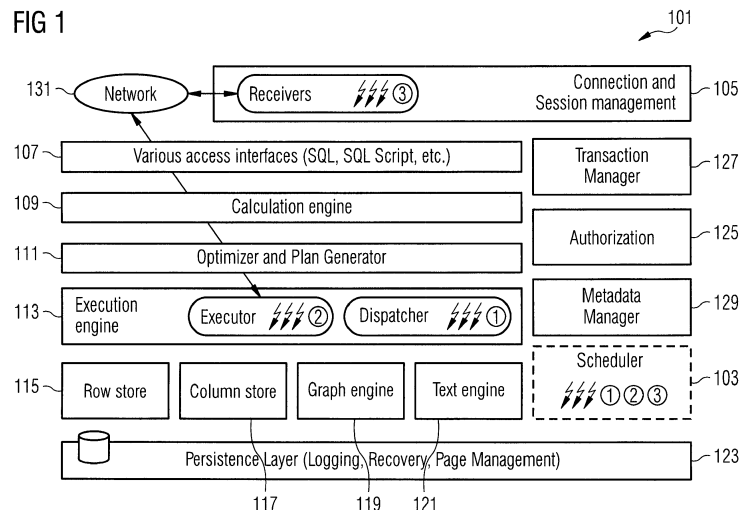 FIG 1
101
131
Network
Receivers
③
Connection and
Session management
105
107
Various access interfaces (SQL, SQL Script, etc.)
Transaction
Manager
127
109
Calculation engine
Authorization
125
111
Optimizer and Plan Generator
113
Execution
engine
Executor
②
Dispatcher
①
Metadata
Manager
129
Scheduler
① ② ③
103
115
Row store
Column store
Graph engine
Text engine
Persistence Layer (Logging, Recovery, Page Management)
123
117
119
121